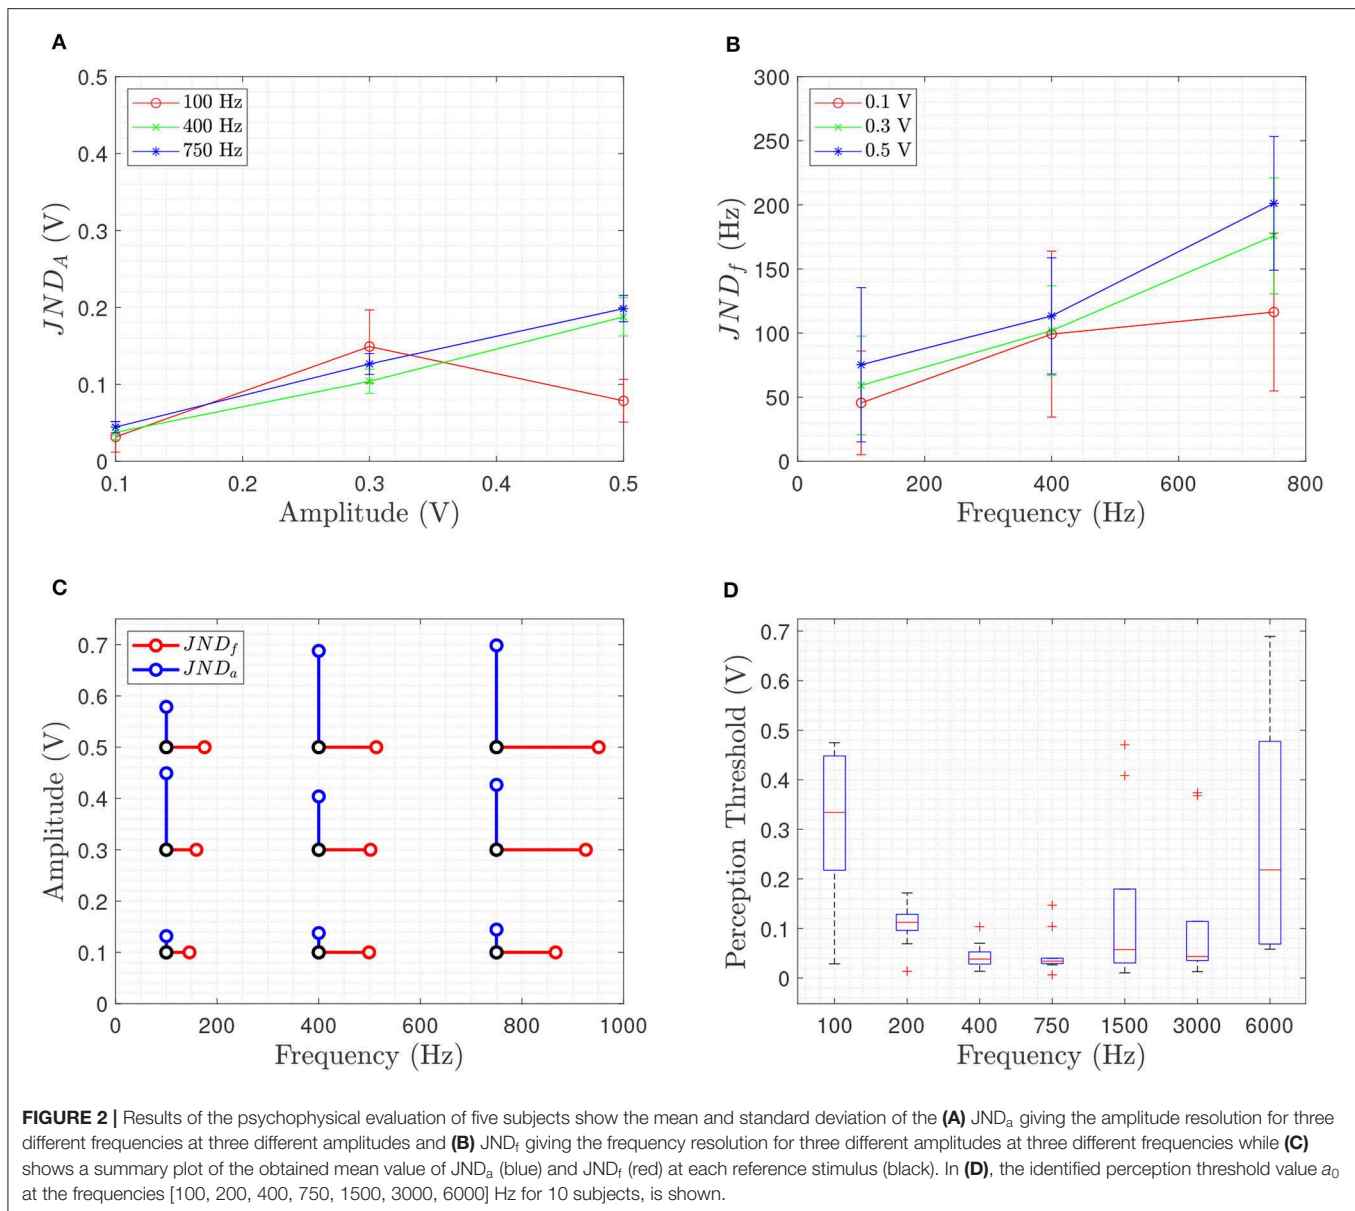 A
0.5
0.4
0.3
0.2
0.1
0
JND_A (V)
100 Hz
400 Hz
750 Hz
0.1 0.2 0.3 0.4 0.5
Amplitude (V)
B
300
250
200
150
100
50
0
JND_f (Hz)
0.1 V
0.3 V
0.5 V
0 200 400 600 800
Frequency (Hz)
C
0.7
0.6
0.5
0.4
0.3
0.2
0.1
0
Amplitude (V)
JND_f
JND_a
0 200 400 600 800 1000
Frequency (Hz)
D
0.7
0.6
0.5
0.4
0.3
0.2
0.1
0
Perception Threshold (V)
100 200 400 750 1500 3000 6000
Frequency (Hz)
FIGURE 2 | Results of the psychophysical evaluation of five subjects show the mean and standard deviation of the (A) JND_a giving the amplitude resolution for three
different frequencies at three different amplitudes and (B) JND_f giving the frequency resolution for three different amplitudes at three different frequencies while (C)
shows a summary plot of the obtained mean value of JND_a (blue) and JND_f (red) at each reference stimulus (black). In (D), the identified perception threshold value a_0
at the frequencies [100, 200, 400, 750, 1500, 3000, 6000] Hz for 10 subjects, is shown.